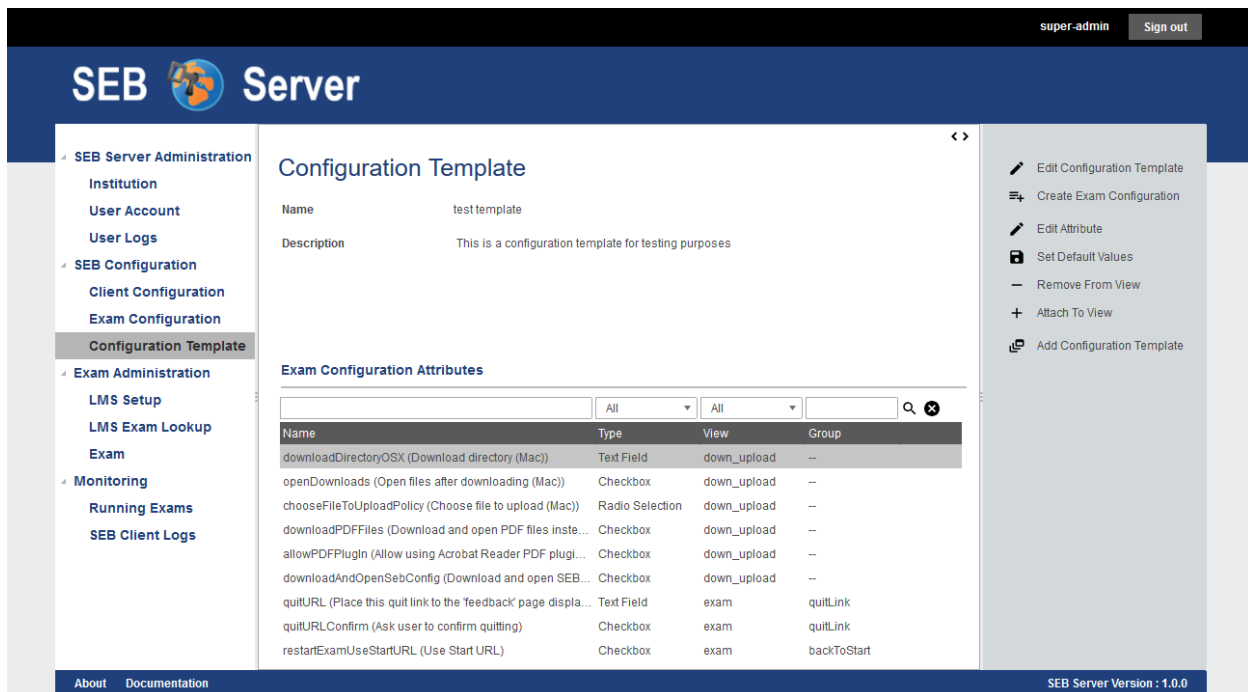 super-admin Sign out
SEB Server
SEB Server Administration
Institution
User Account
User Logs
SEB Configuration
Client Configuration
Exam Configuration
Configuration Template
Exam Administration
LMS Setup
LMS Exam Lookup
Exam
Monitoring
Running Exams
SEB Client Logs
Configuration Template
Name test template
Description This is a configuration template for testing purposes
Exam Configuration Attributes
All All
Name Type View Group
downloadDirectoryOSX (Download directory (Mac)) Text Field down_upload --
openDownloads (Open files after downloading (Mac)) Checkbox down_upload --
chooseFileToUploadPolicy (Choose file to upload (Mac)) Radio Selection down_upload --
downloadPDFFiles (Download and open PDF files inste... Checkbox down_upload --
allowPDFPlugIn (Allow using Acrobat Reader PDF plugi... Checkbox down_upload --
downloadAndOpenSebConfig (Download and open SEB... Checkbox down_upload --
quitURL (Place this quit link to the 'feedback' page displa... Text Field exam quitLink
quitURLConfirm (Ask user to confirm quitting) Checkbox exam quitLink
restartExamUseStartURL (Use Start URL) Checkbox exam backToStart
Edit Configuration Template
Create Exam Configuration
Edit Attribute
Set Default Values
Remove From View
Attach To View
Add Configuration Template
About Documentation SEB Server Version : 1.0.0